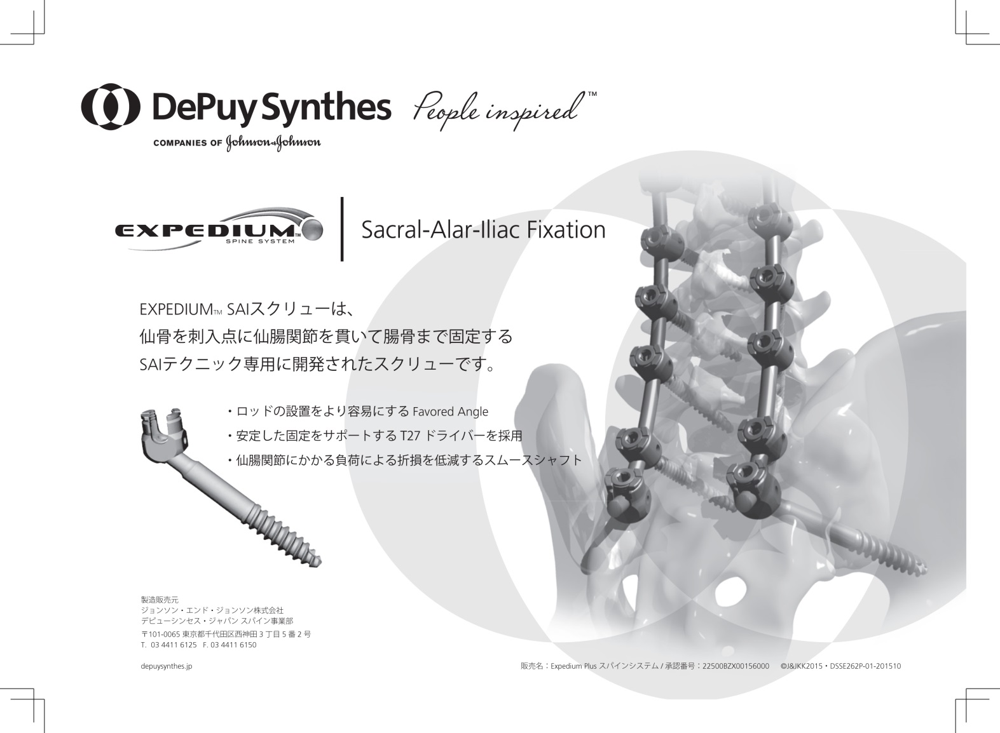 DePuy Synthes People inspired™
COMPANIES OF Johnson & Johnson
EXPEDIUM™
SPINE SYSTEM
Sacral-Alar-Iliac Fixation
EXPEDIUM™ SAIスクリューは、
仙骨を刺入点に仙腸関節を貫いて腸骨まで固定する
SAIテクニック専用に開発されたスクリューです。
・ロッドの設置をより容易にする Favored Angle
・安定した固定をサポートする T27 ドライバーを採用
・仙腸関節にかかる負荷による折損を低減するスムースシャフト
製造販売元
ジョンソン・エンド・ジョンソン株式会社
デピューシンセス・ジャパン スパイン事業部
〒101-0065 東京都千代田区西神田 3 丁目 5 番 2 号
T. 03 4411 6125 F. 03 4411 6150
depuysynthes.jp
販売名：Expedium Plus スパインシステム / 承認番号：22500BZX00156000 ©J&JKK2015・DSSE262P-01-201510